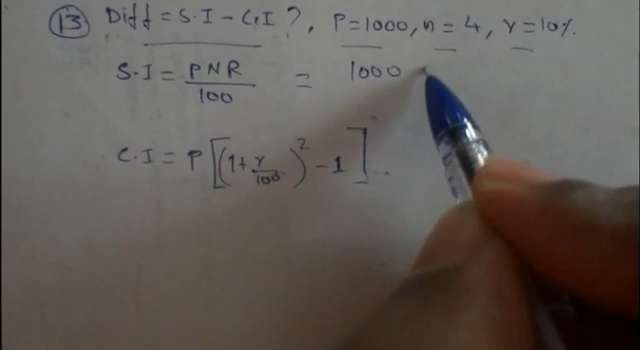 (13) Diff = S.I - C.I ?, P=1000, n = 4, r = 10%.
S.I = PNR/100 = 1000
C.I = P[(1+r/100)^2 - 1].